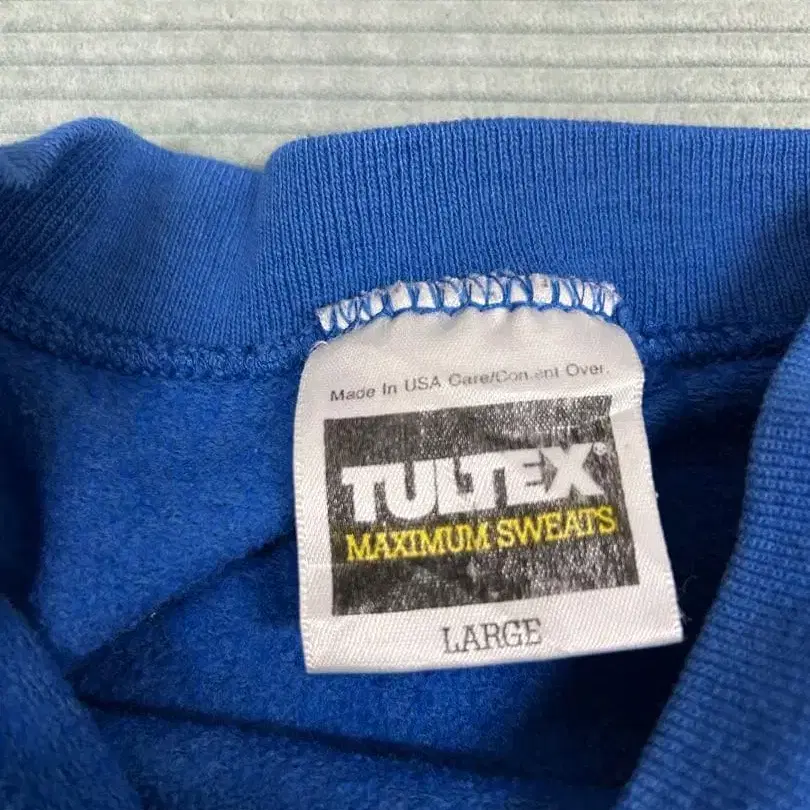 Made In USA Care/Content Over.
TULTEX®
MAXIMUM SWEATS
LARGE